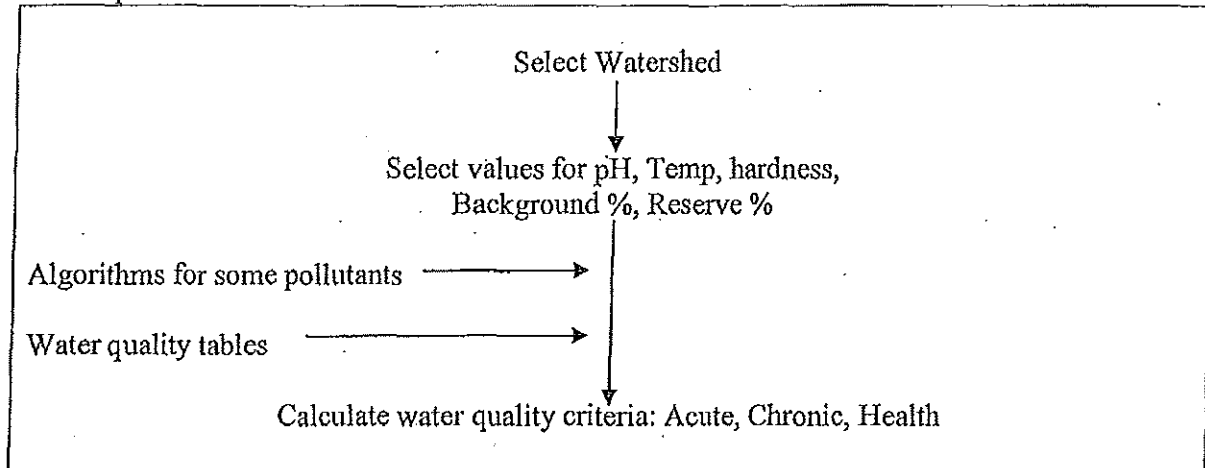 Select Watershed
Select values for pH, Temp, hardness,
Background %, Reserve %
Algorithms for some pollutants
Water quality tables
Calculate water quality criteria: Acute, Chronic, Health